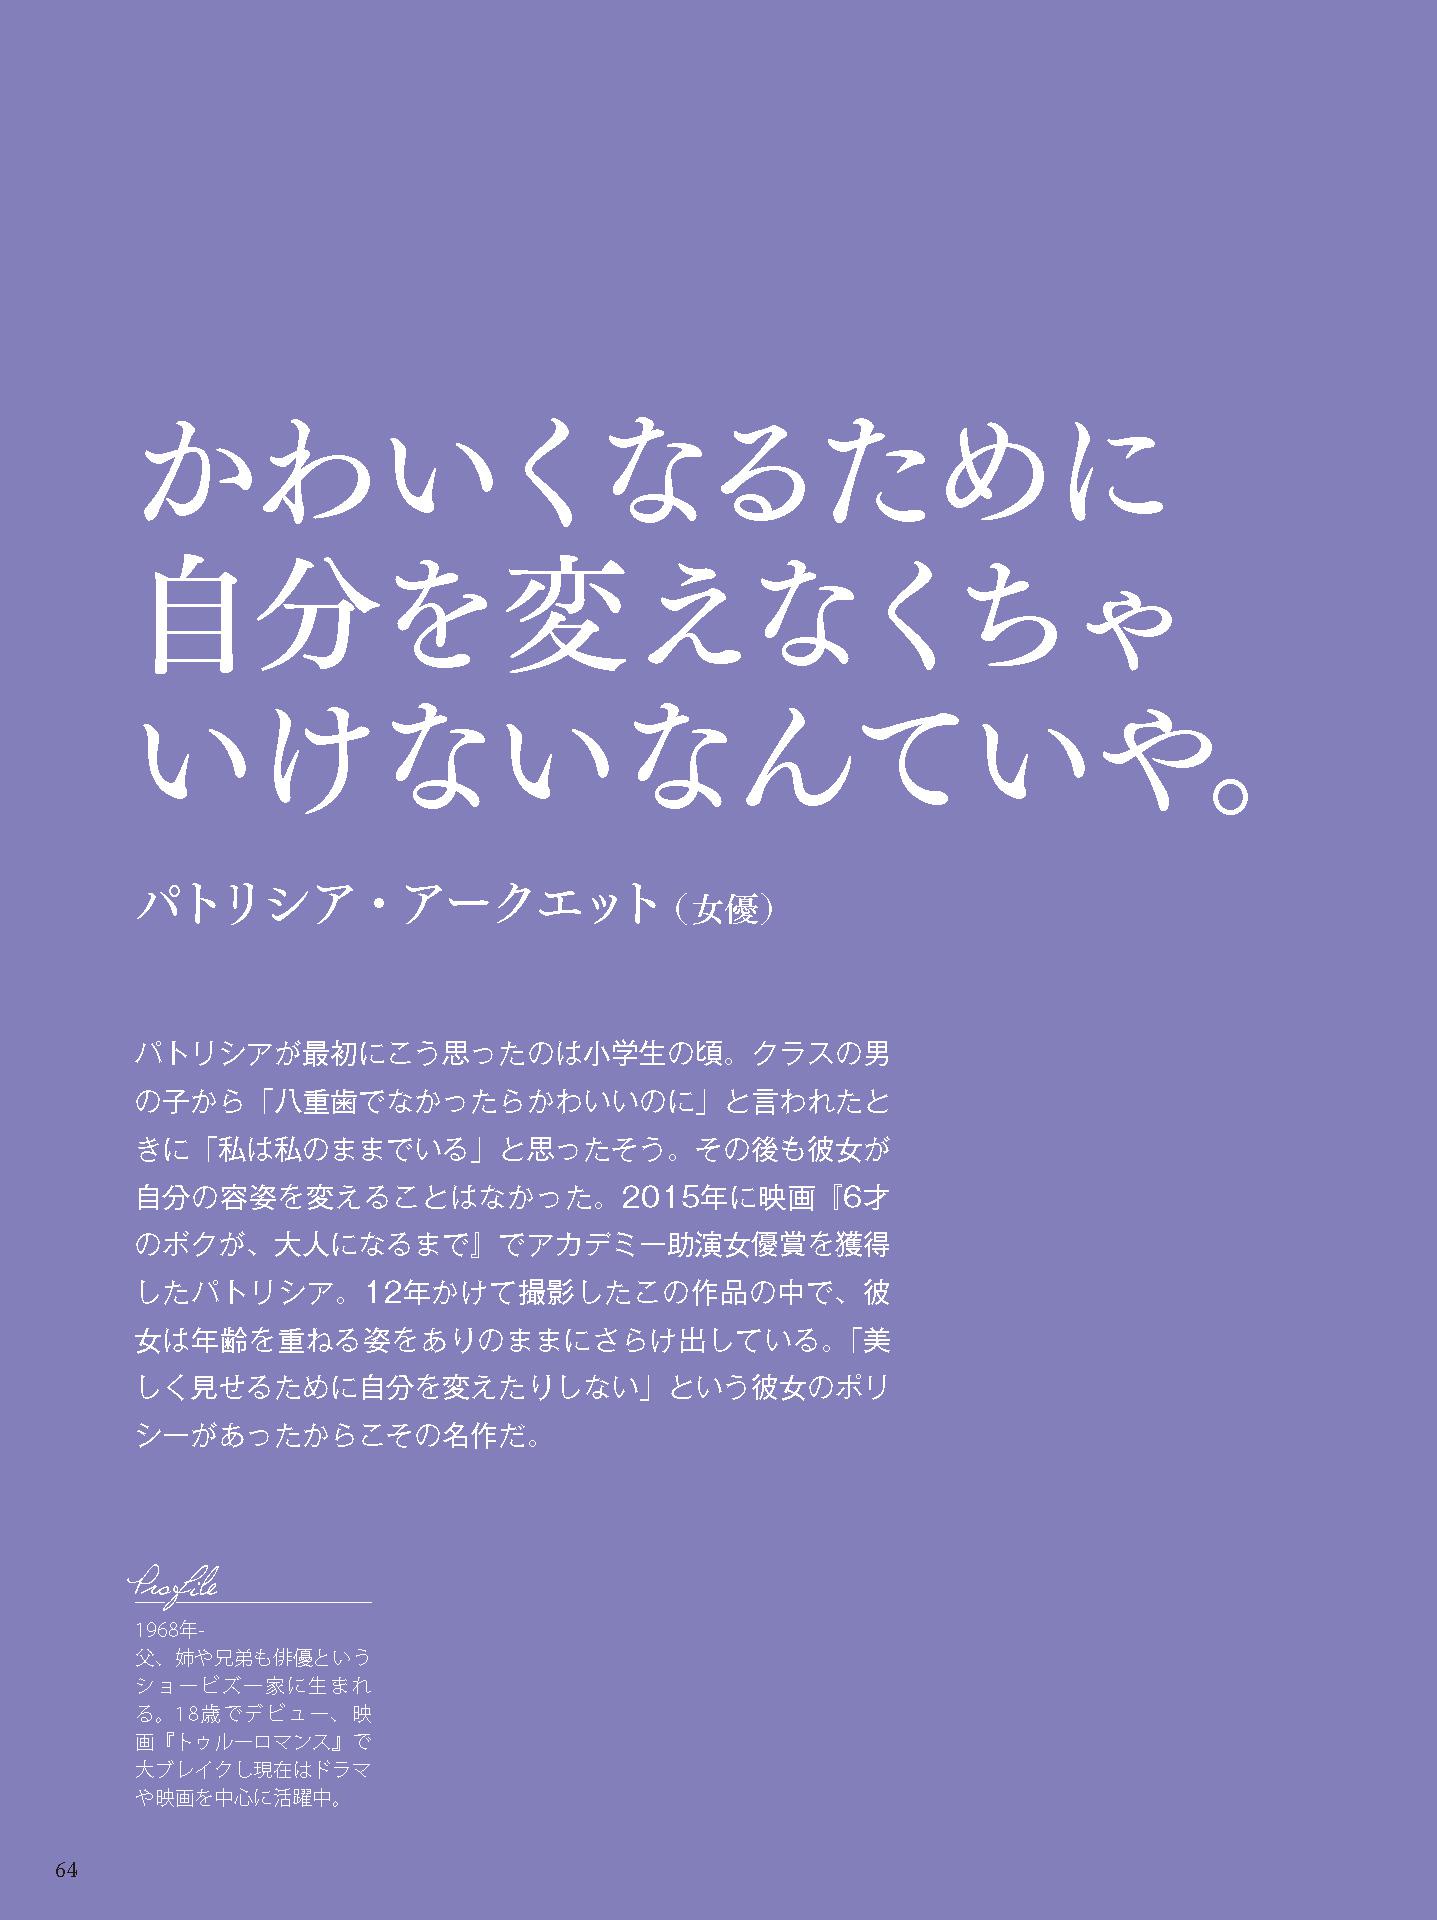 かわいくなるために
自分を変えなくちゃ
いけないなんていや。
パトリシア・アークエット（女優）
パトリシアが最初にこう思ったのは小学生の頃。クラスの男
の子から「八重歯でなかったらかわいいのに」と言われたと
きに「私は私のままでいる」と思ったそう。その後も彼女が
自分の容姿を変えることはなかった。2015年に映画『6才
のボクが、大人になるまで』でアカデミー助演女優賞を獲得
したパトリシア。12年かけて撮影したこの作品の中で、彼
女は年齢を重ねる姿をありのままにさらけ出している。「美
しく見せるために自分を変えたりしない」という彼女のポリ
シーがあったからこその名作だ。
Profile
1968年-
父、姉や兄弟も俳優という
ショービズ一家に生まれ
る。18歳でデビュー、映
画『トゥルーロマンス』で
大ブレイクし現在はドラマ
や映画を中心に活躍中。
64